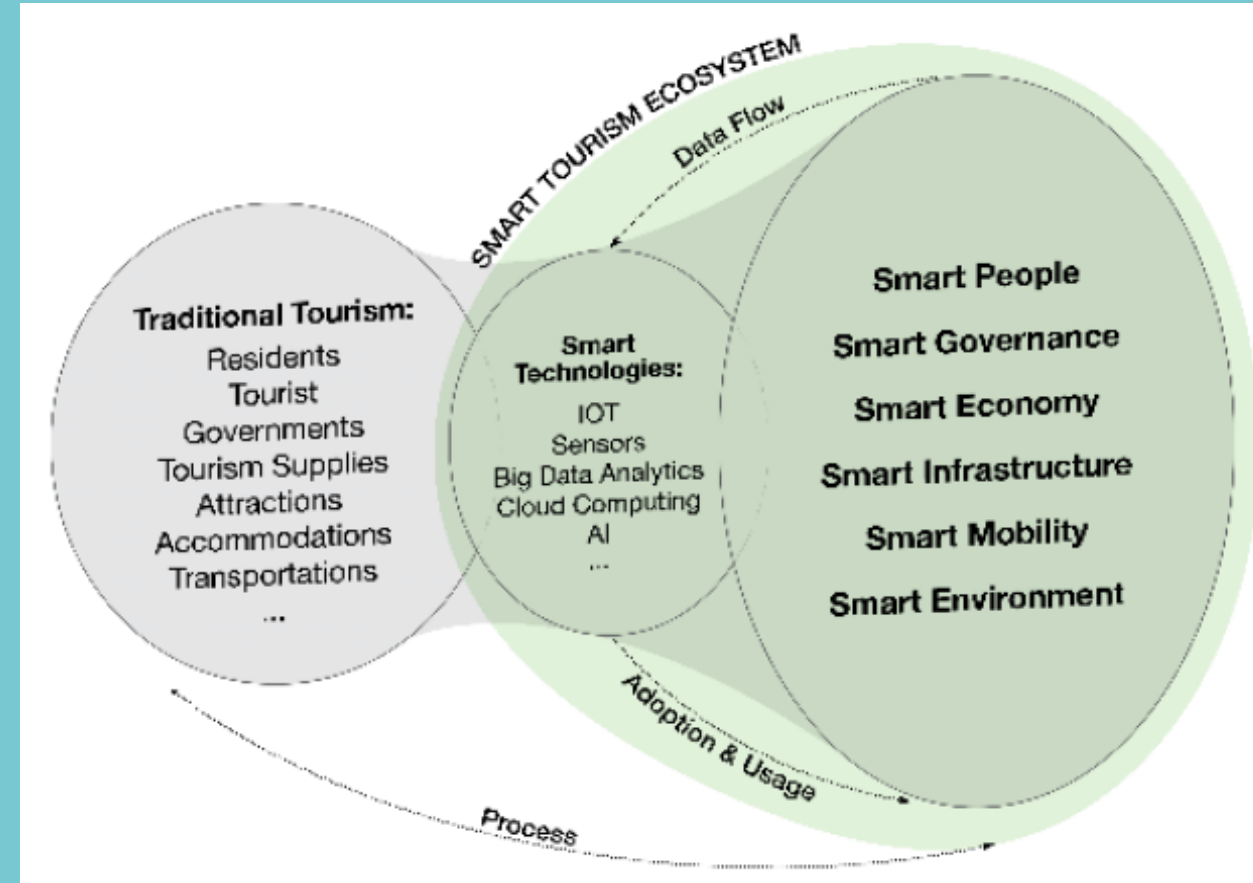 SMART TOURISM ECOSYSTEM
Data Flow
Traditional Tourism:
Residents
Tourist
Governments
Tourism Supplies
Attractions
Accommodations
Transportations
...
Smart
Technologies:
IOT
Sensors
Big Data Analytics
Cloud Computing
AI
...
Smart People
Smart Governance
Smart Economy
Smart Infrastructure
Smart Mobility
Smart Environment
Adoption & Usage
Process